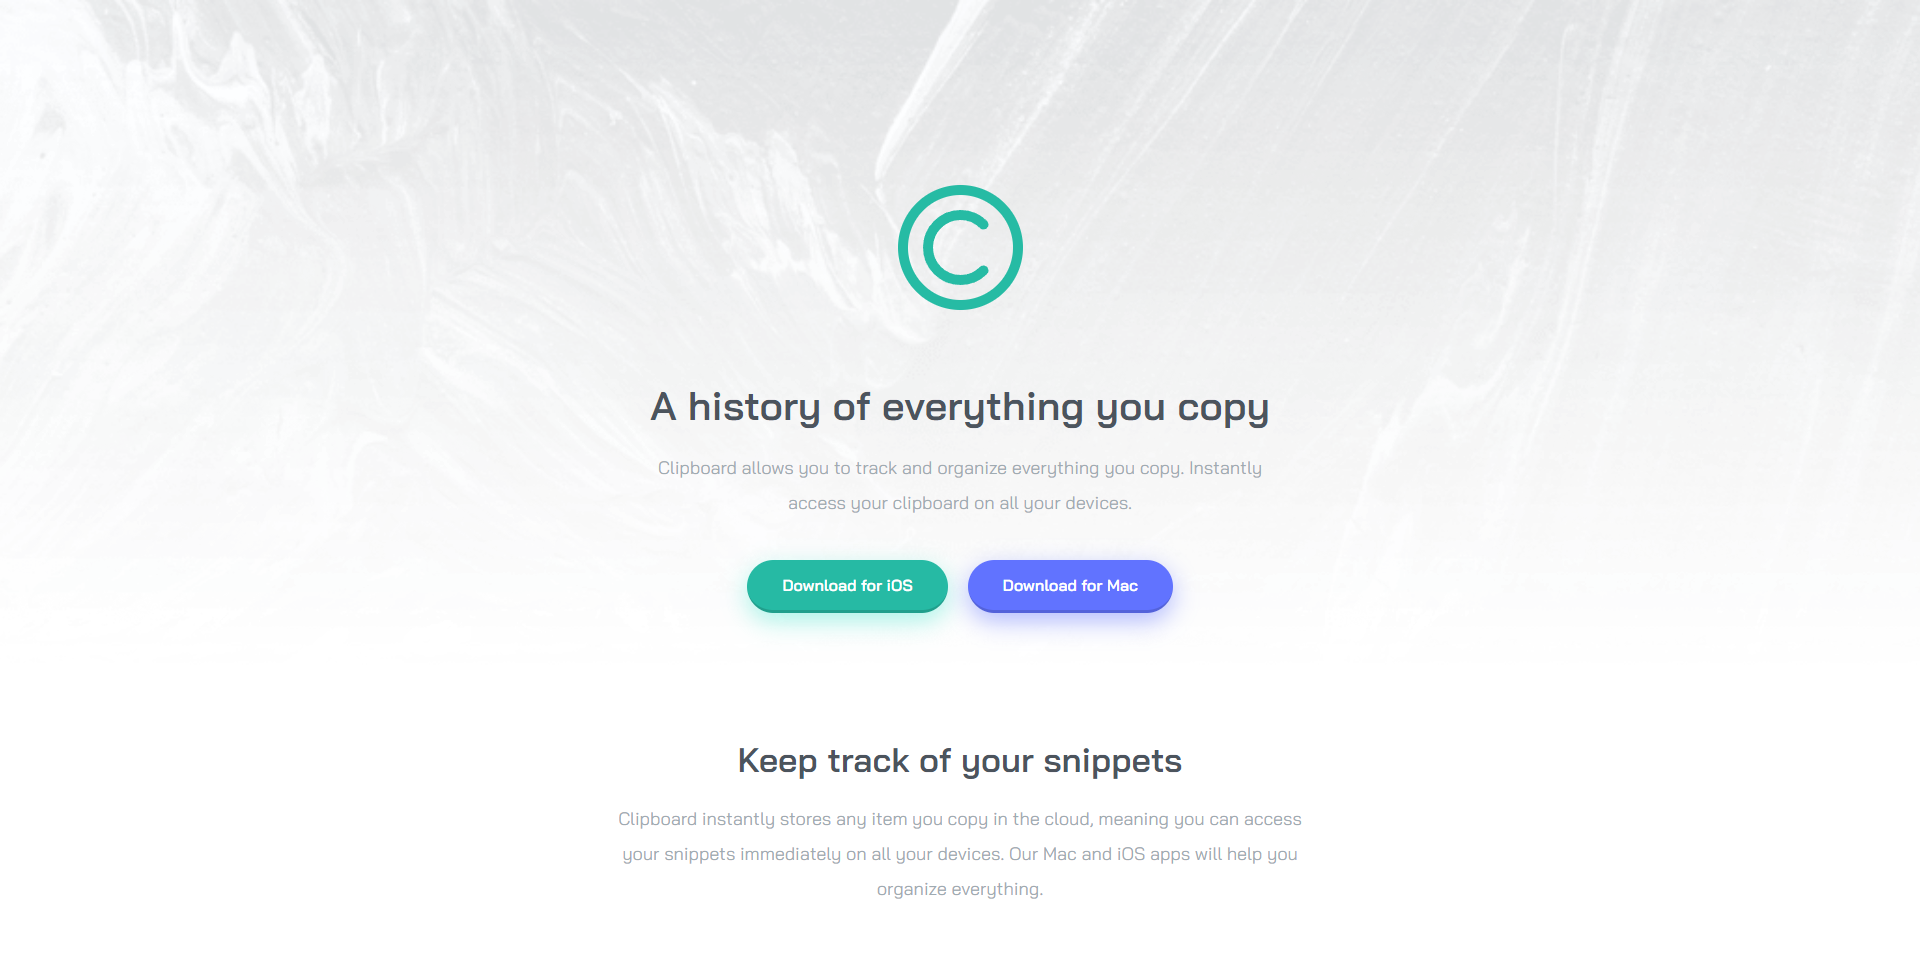 A history of everything you copy
Clipboard allows you to track and organize everything you copy. Instantly
access your clipboard on all your devices.
Download for iOS
Download for Mac
Keep track of your snippets
Clipboard instantly stores any item you copy in the cloud, meaning you can access
your snippets immediately on all your devices. Our Mac and iOS apps will help you
organize everything.